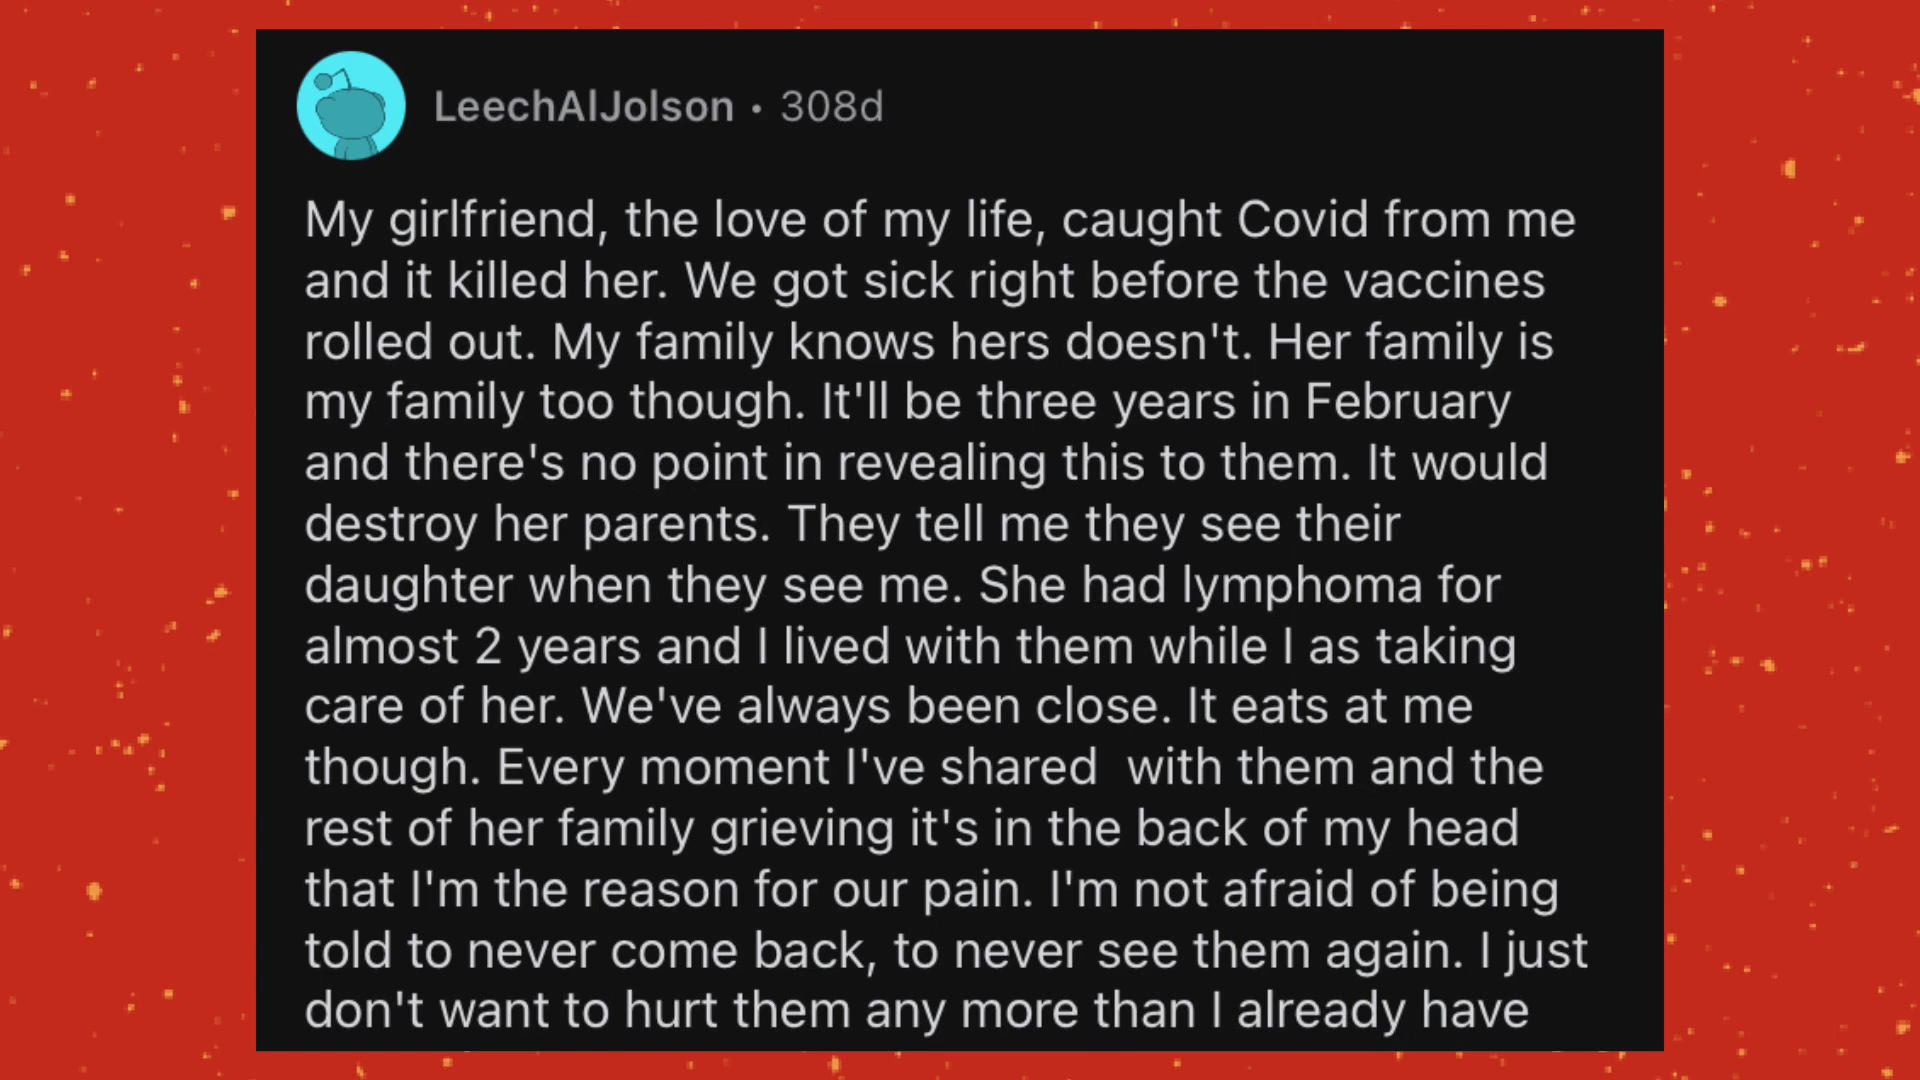 LeechAlJolson • 308d
My girlfriend, the love of my life, caught Covid from me
and it killed her. We got sick right before the vaccines
rolled out. My family knows hers doesn't. Her family is
my family too though. It'll be three years in February
and there's no point in revealing this to them. It would
destroy her parents. They tell me they see their
daughter when they see me. She had lymphoma for
almost 2 years and I lived with them while I as taking
care of her. We've always been close. It eats at me
though. Every moment I've shared  with them and the
rest of her family grieving it's in the back of my head
that I'm the reason for our pain. I'm not afraid of being
told to never come back, to never see them again. I just
don't want to hurt them any more than I already have